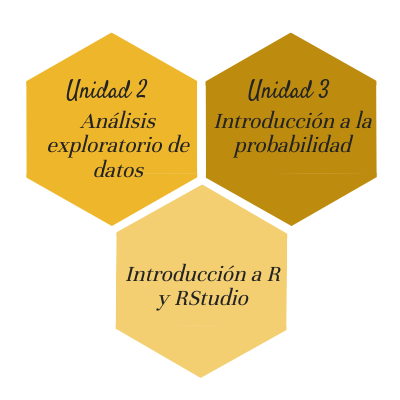 Unidad 2
Análisis
exploratorio de
datos
Unidad 3
Introducción a la
probabilidad
Introducción a R
y RStudio